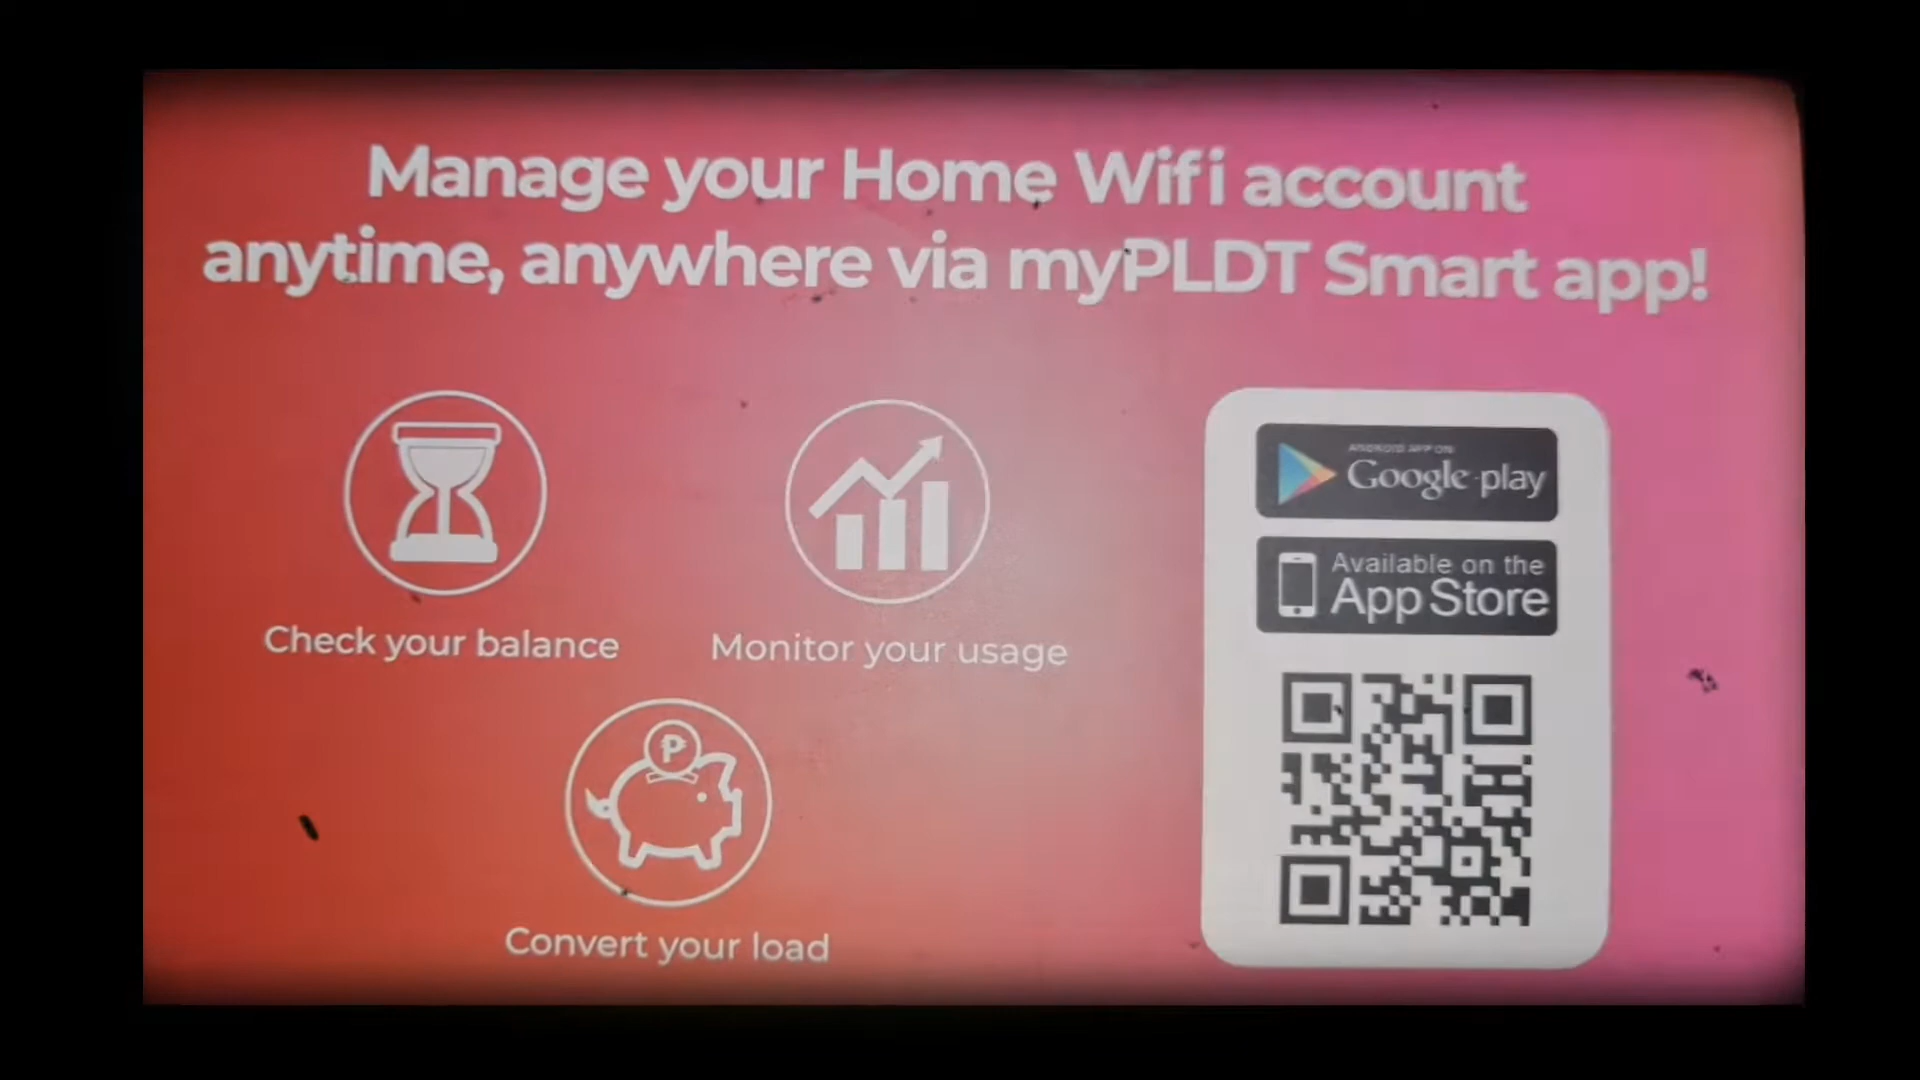 Manage your Home Wifi account
anytime, anywhere via myPLDT Smart app!
Check your balance
Monitor your usage
₱
Convert your load
ANDROID APP ON
Google play
Available on the
App Store